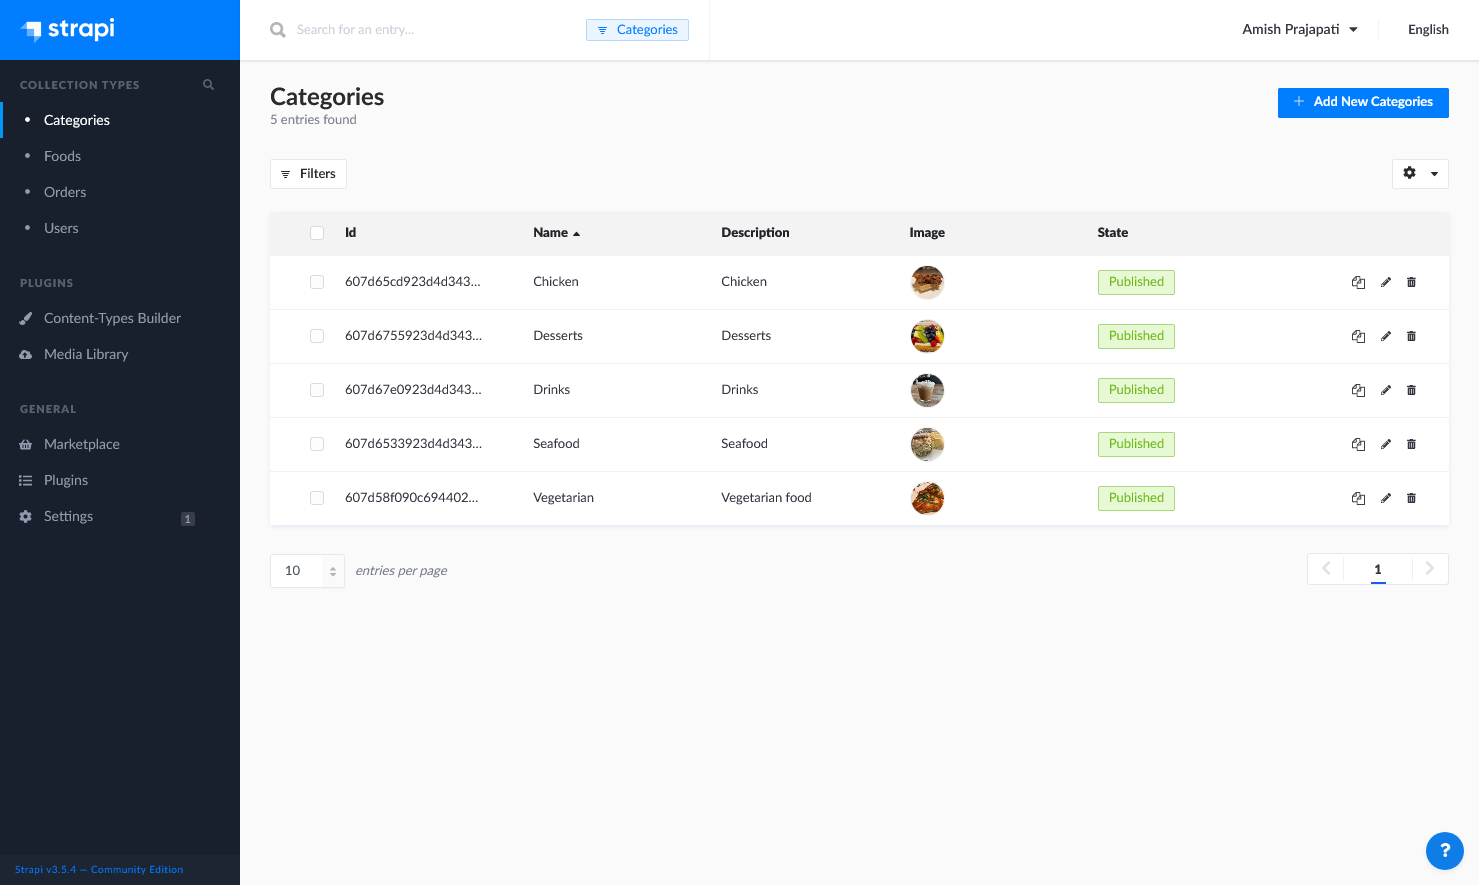 strapi
Search for an entry...
Categories
Amish Prajapati
English
COLLECTION TYPES
Categories
Foods
Orders
Users
PLUGINS
Content-Types Builder
Media Library
GENERAL
Marketplace
Plugins
Settings
1
Strapi v3.5.4 — Community Edition
Categories
5 entries found
Add New Categories
Filters
Id Name Description Image State
607d65cd923d4d343... Chicken Chicken Published
607d6755923d4d343... Desserts Desserts Published
607d67e0923d4d343... Drinks Drinks Published
607d6533923d4d343... Seafood Seafood Published
607d58f090c694402... Vegetarian Vegetarian food Published
10 entries per page
1
?